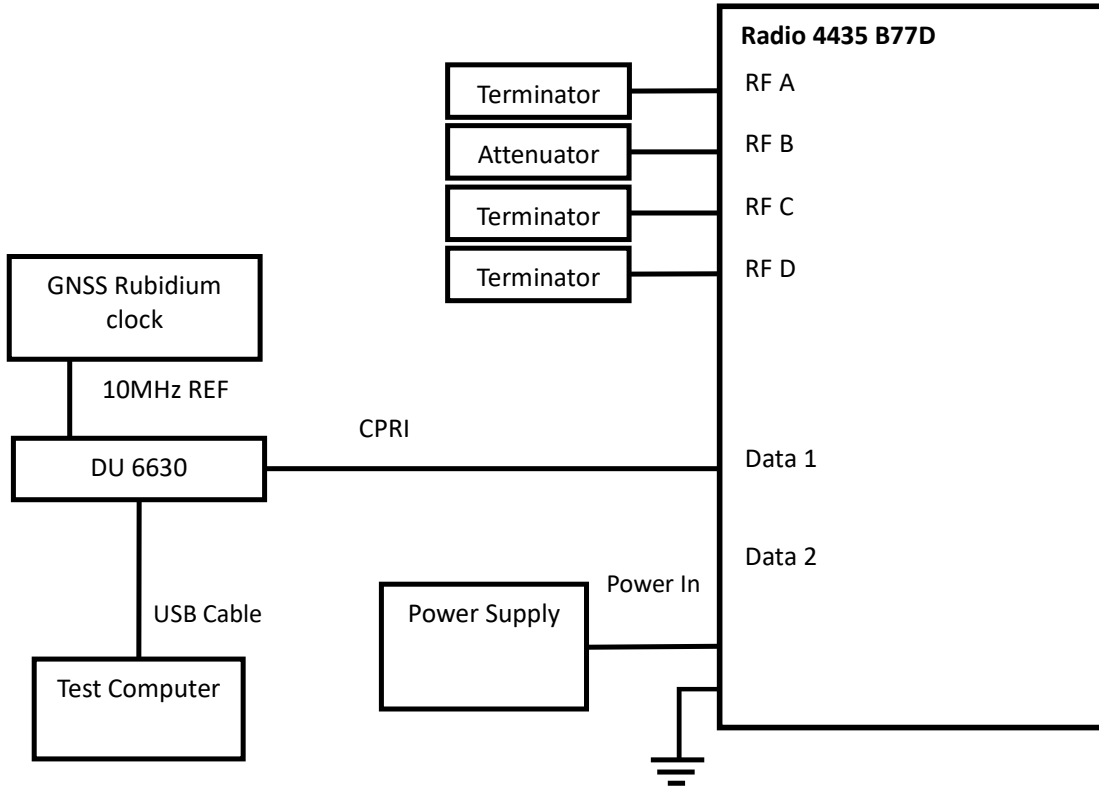 Radio 4435 B77D
Terminator
RF A
Attenuator
RF B
Terminator
RF C
Terminator
RF D
GNSS Rubidium
clock
10MHz REF
CPRI
DU 6630
Data 1
Data 2
Power In
USB Cable
Power Supply
Test Computer